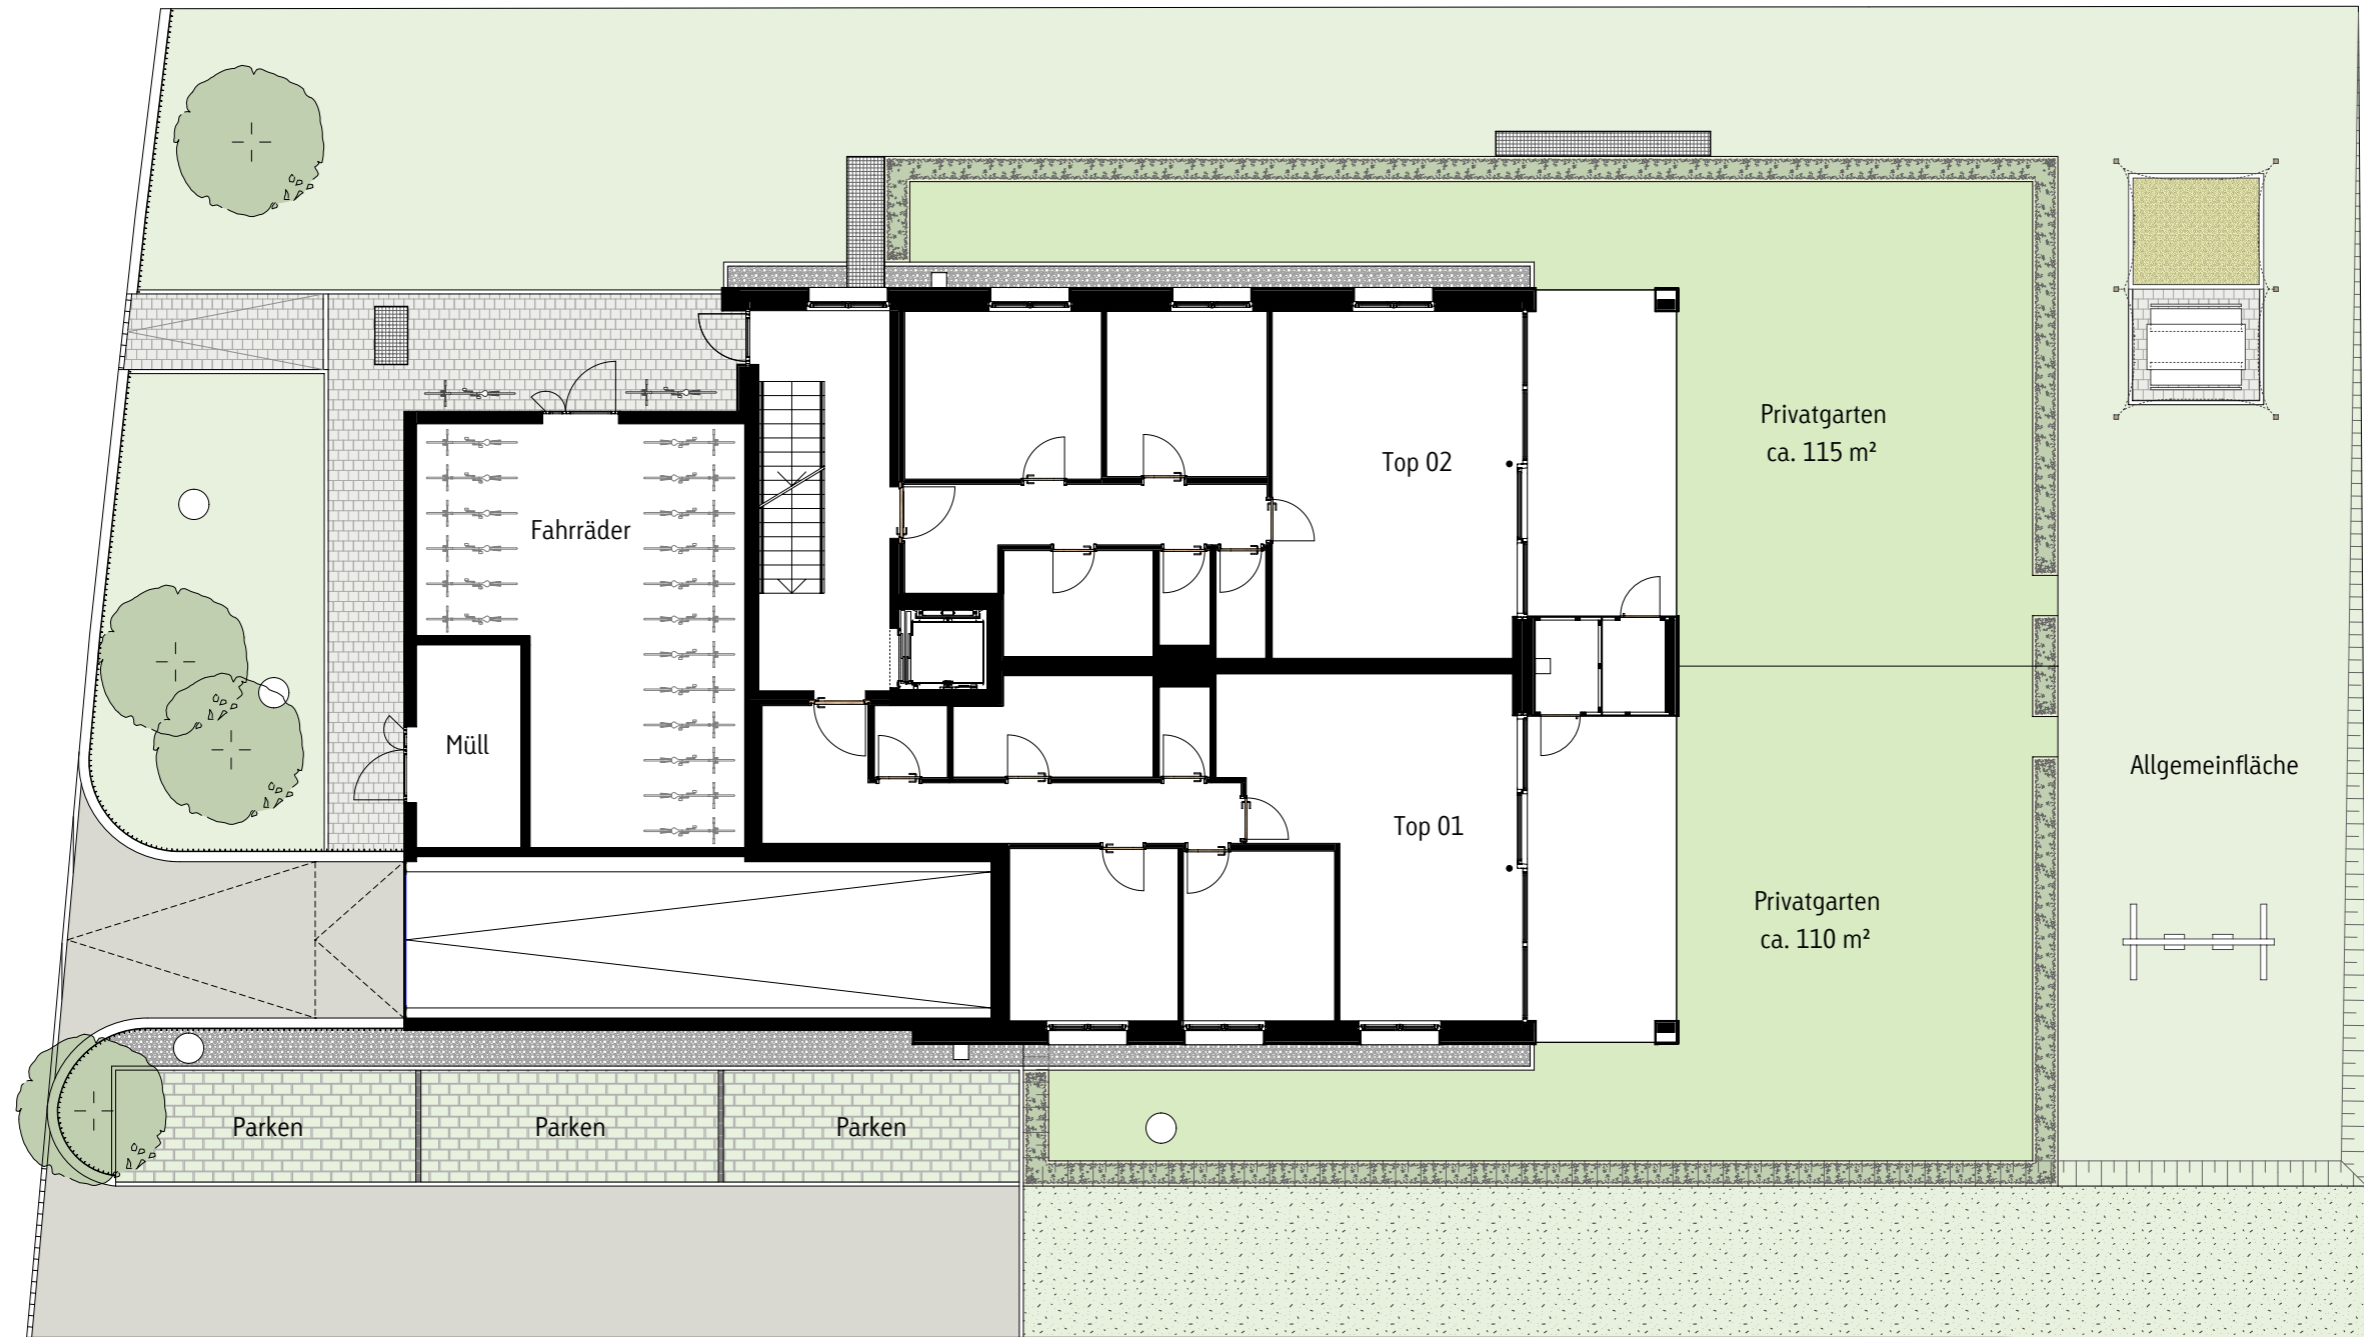 Privatgarten
ca. 115 m²
Top 02
Fahrräder
Müll
Allgemeinfläche
Top 01
Privatgarten
ca. 110 m²
Parken
Parken
Parken